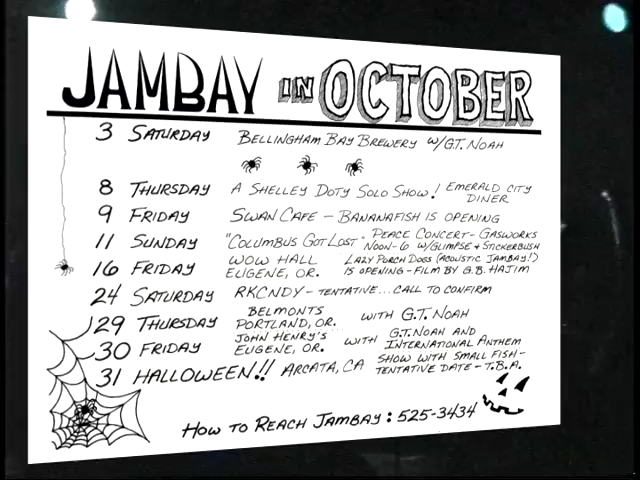 JAMBAY IN OCTOBER
3 SATURDAY BELLINGHAM BAY BREWERY W/G.T. NOAH
8 THURSDAY A SHELLEY DOTY SOLO SHOW! EMERALD CITY DINER
9 FRIDAY SWAN CAFE - BANANAFISH IS OPENING
11 SUNDAY "COLUMBUS GOT LOST" PEACE CONCERT - GASWORKS
NOON-6 W/GLIMPSE + STICKERBUSH
16 FRIDAY WOW HALL EUGENE, OR. LAZY PORCH DOGS (ACOUSTIC JAMBAY!)
IS OPENING - FILM BY G.B. HAJIM
24 SATURDAY RKCNDY - TENTATIVE... CALL TO CONFIRM
29 THURSDAY BELMONTS PORTLAND, OR. WITH G.T. NOAH
30 FRIDAY JOHN HENRY'S EUGENE, OR. WITH G.T. NOAH AND INTERNATIONAL ANTHEM
31 HALLOWEEN!! ARCATA, CA SHOW WITH SMALL FISH -
TENTATIVE DATE - T.B.A.
HOW TO REACH JAMBAY: 525-3434